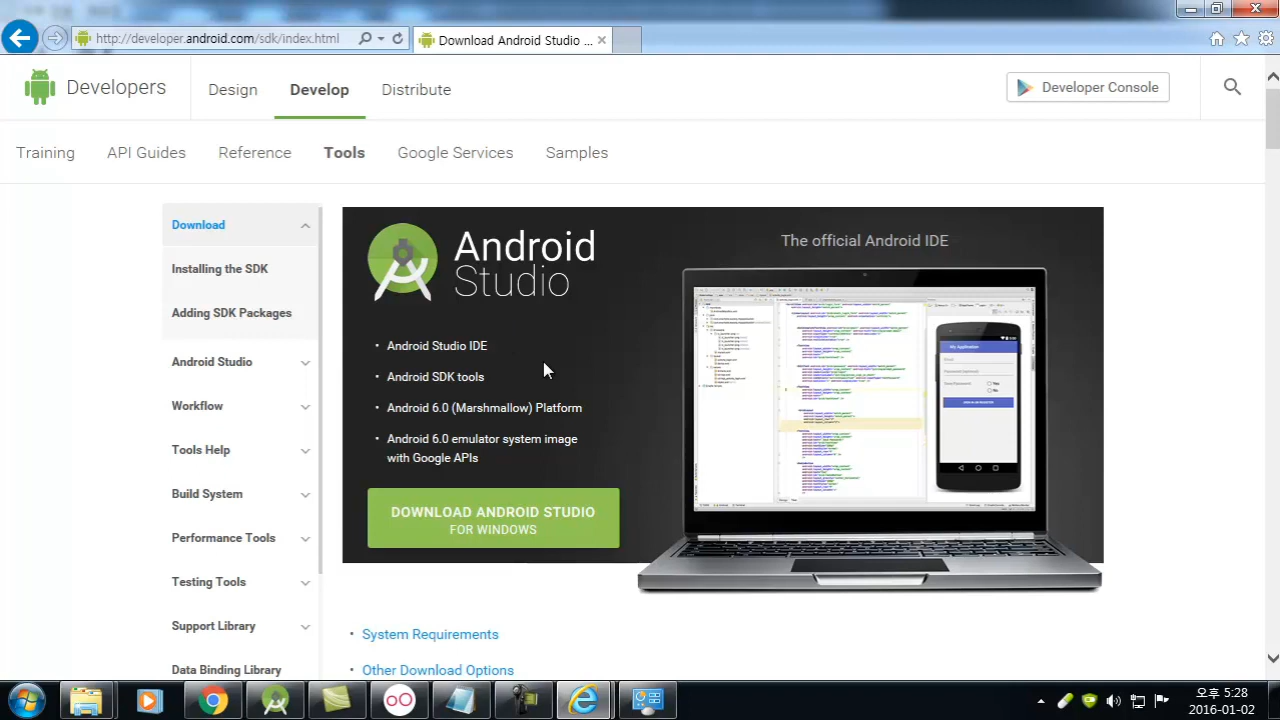 http://developer.android.com/sdk/index.html
Download Android Studio ...
Developers
Design
Develop
Distribute
Developer Console
Training
API Guides
Reference
Tools
Google Services
Samples
Download
Installing the SDK
Adding SDK Packages
Android Studio
Workflow
Tools Help
Build System
Performance Tools
Testing Tools
Support Library
Data Binding Library
Android
Studio
The official Android IDE
• Android Studio IDE
• Android SDK tools
• Android 6.0 (Marshmallow) Platform
• Android 6.0 emulator system image
with Google APIs
My Application
DOWNLOAD ANDROID STUDIO
FOR WINDOWS
• System Requirements
• Other Download Options
오후 5:28
2016-01-02